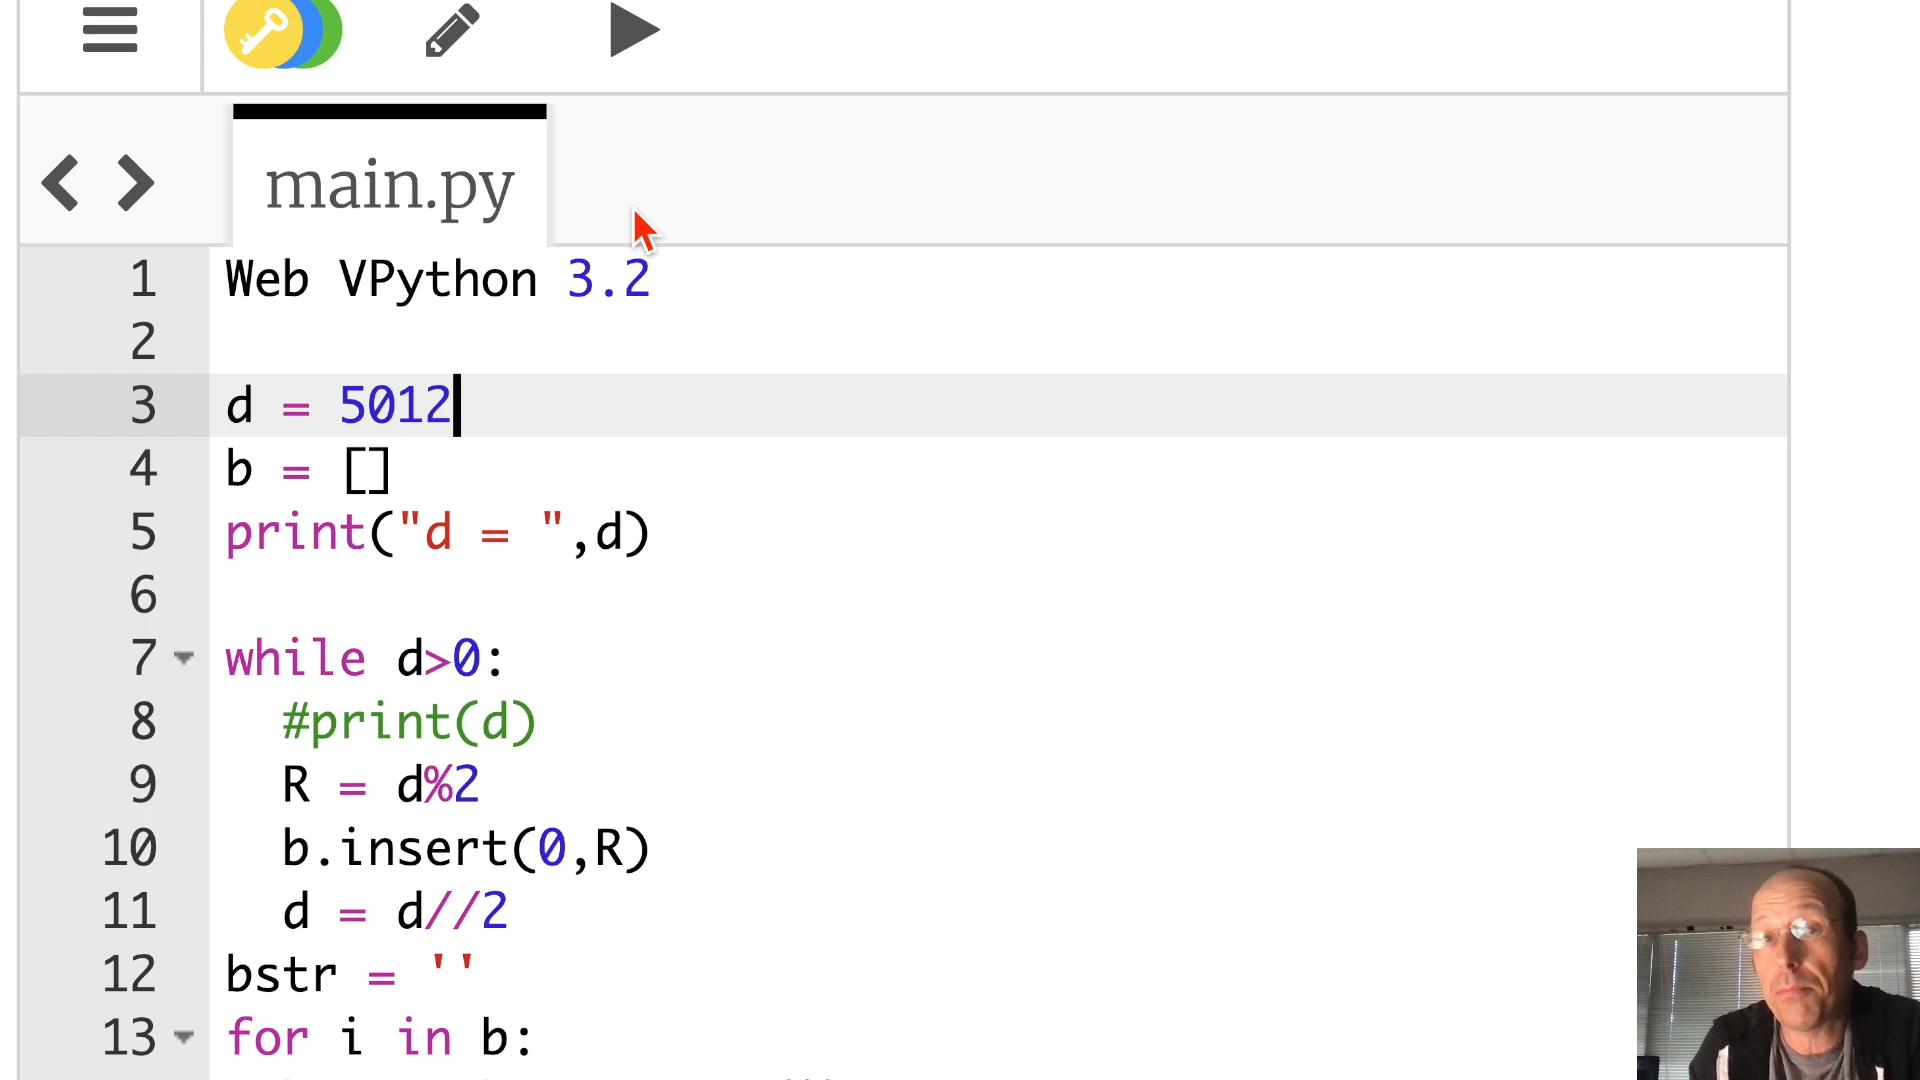 main.py
1 Web VPython 3.2
2
3 d = 5012
4 b = []
5 print("d = ",d)
6
7 while d>0:
8 #print(d)
9 R = d%2
10 b.insert(0,R)
11 d = d//2
12 bstr = ''
13 for i in b: